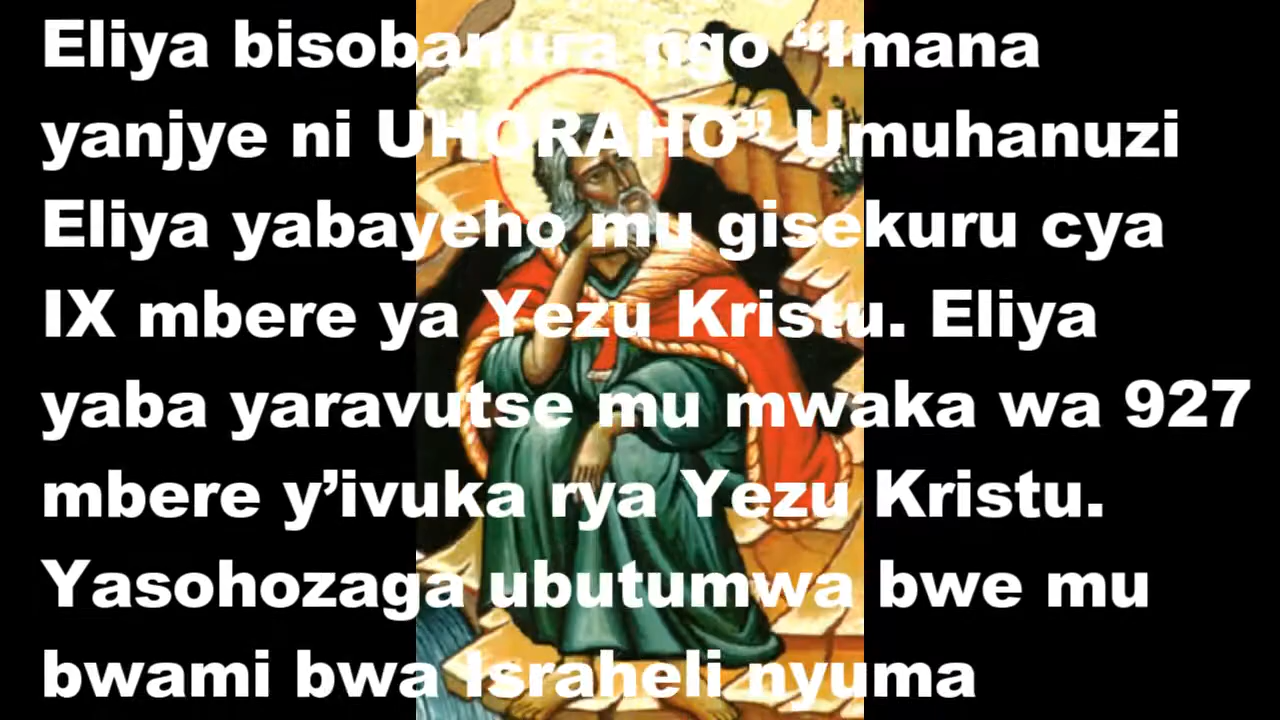 Eliya bisobanura ngo “Imana
yanjye ni UHORAHO” Umuhanuzi
Eliya yabayeho mu gisekuru cya
IX mbere ya Yezu Kristu. Eliya
yaba yaravutse mu mwaka wa 927
mbere y’ivuka rya Yezu Kristu.
Yasohozaga ubutumwa bwe mu
bwami bwa Israheli nyuma